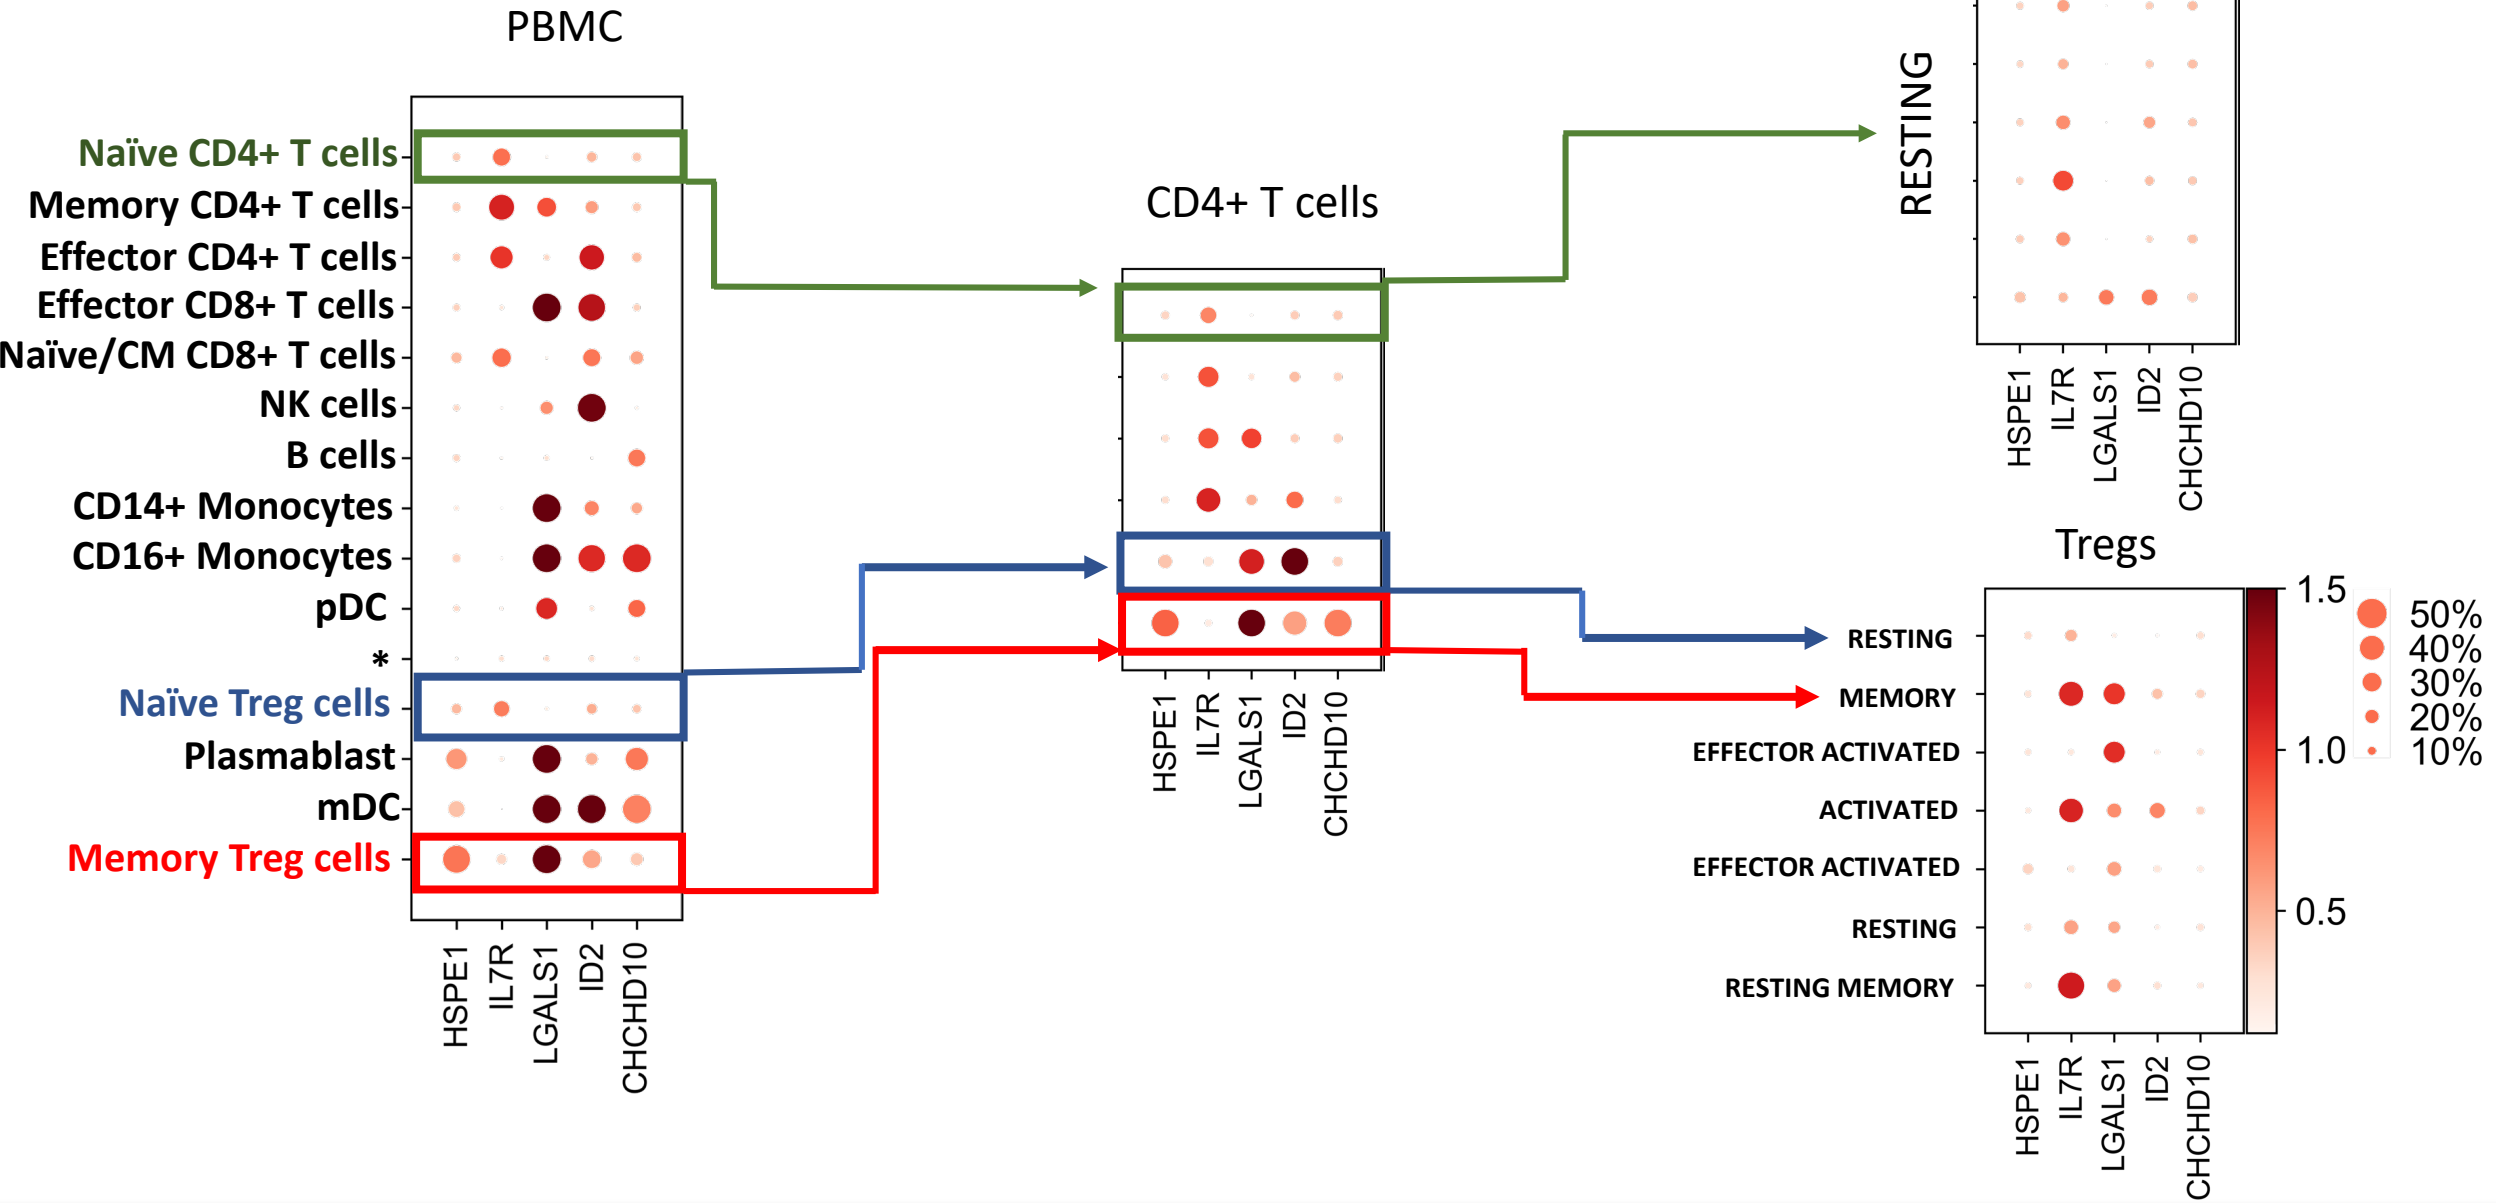 PBMC
Naïve CD4+ T cells
Memory CD4+ T cells
Effector CD4+ T cells
Effector CD8+ T cells
Naïve/CM CD8+ T cells
NK cells
B cells
CD14+ Monocytes
CD16+ Monocytes
pDC
*
Naïve Treg cells
Plasmablast
mDC
Memory Treg cells
HSPE1
IL7R
LGALS1
ID2
CHCHD10
CD4+ T cells
HSPE1
IL7R
LGALS1
ID2
CHCHD10
RESTING
HSPE1
IL7R
LGALS1
ID2
CHCHD10
Tregs
RESTING
MEMORY
EFFECTOR ACTIVATED
ACTIVATED
EFFECTOR ACTIVATED
RESTING
RESTING MEMORY
HSPE1
IL7R
LGALS1
ID2
CHCHD10
1.5
1.0
0.5
50%
40%
30%
20%
10%